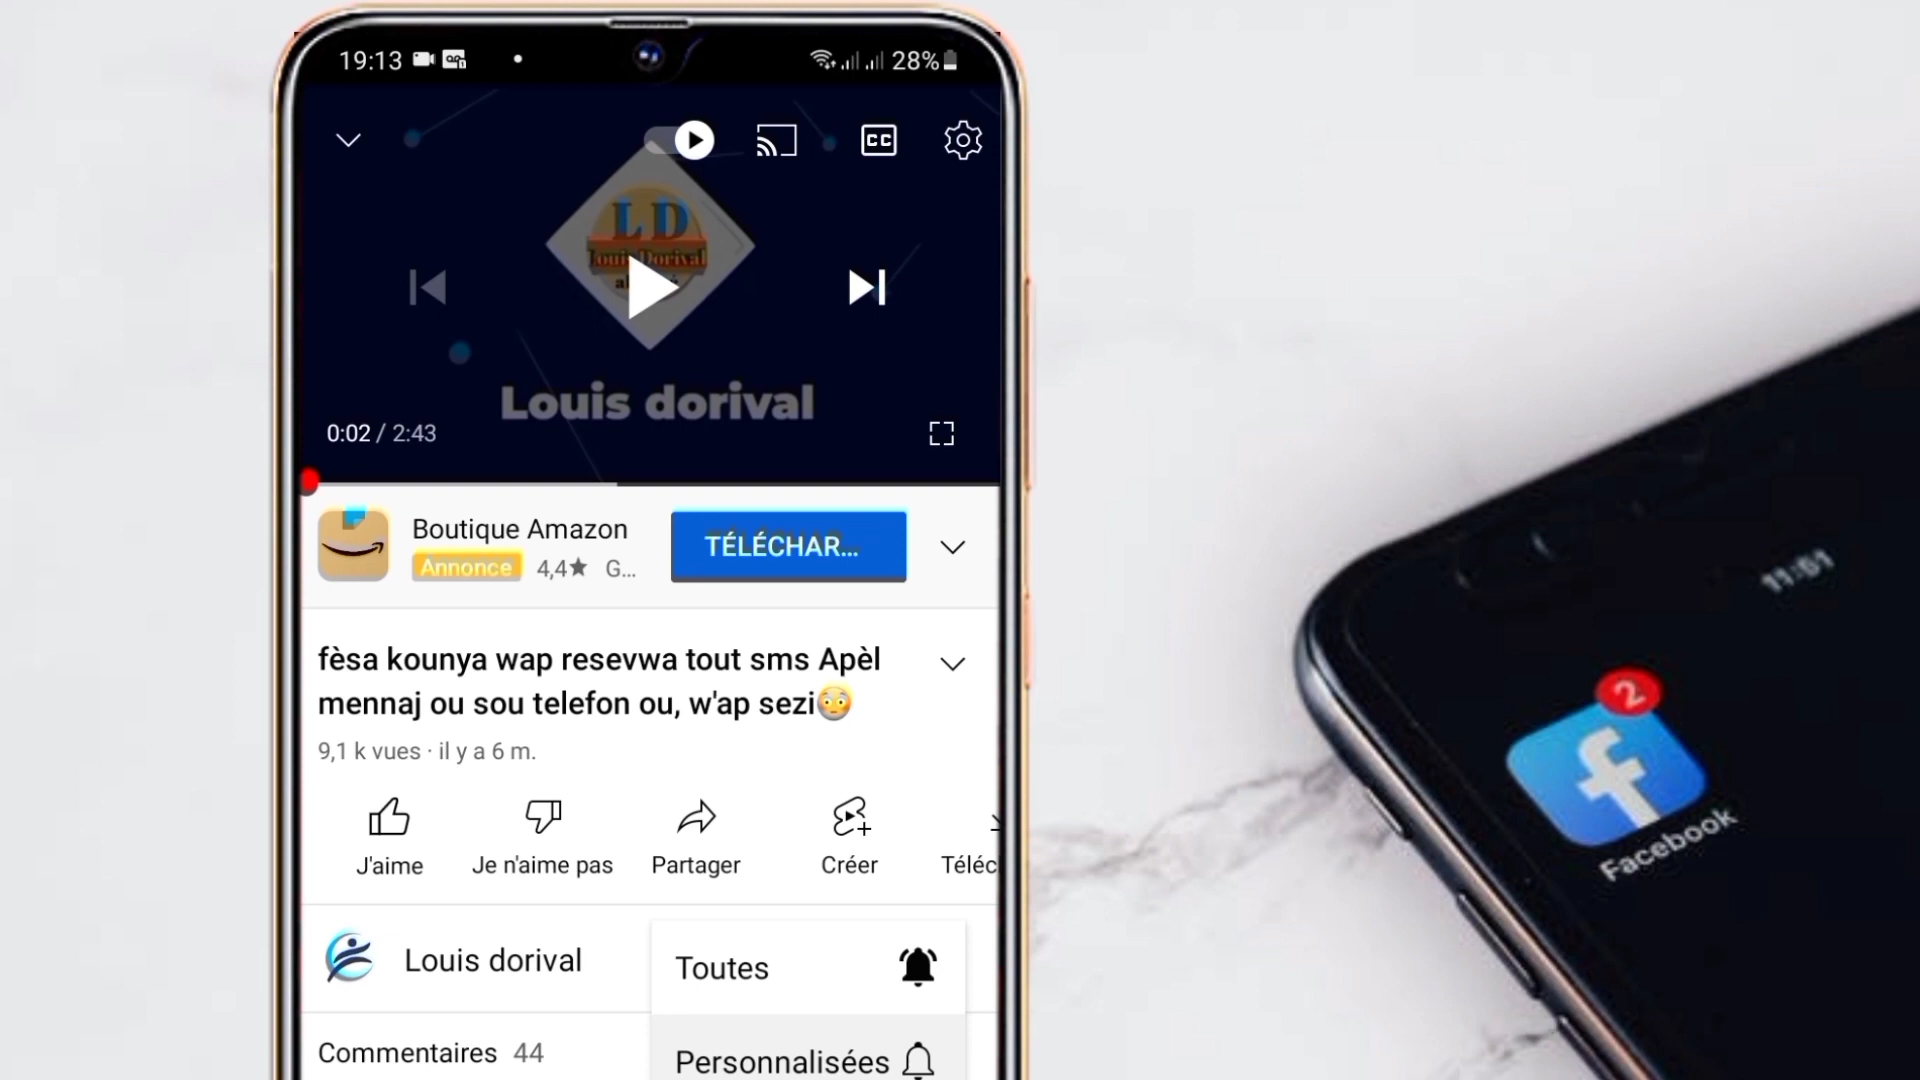 19:13
28%
CC
L D
Louis Dorival
Louis dorival
0:02 / 2:43
Boutique Amazon
TÉLÉCHAR...
Annonce 4,4★ G...
fèsa kounya wap resevwa tout sms Apèl
mennaj ou sou telefon ou, w'ap sezi😳
9,1 k vues · il y a 6 m.
J'aime
Je n'aime pas
Partager
Créer
Téléc
Louis dorival
Toutes
Commentaires 44
Personnalisées
11:51
2
Facebook